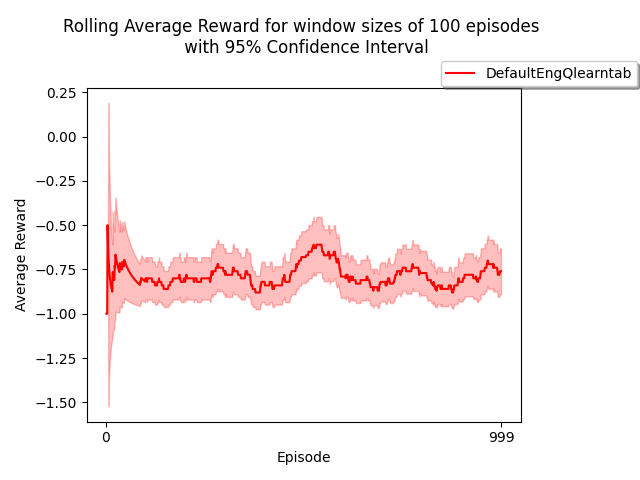 Rolling Average Reward for window sizes of 100 episodes
with 95% Confidence Interval
DefaultEngQlearntab
0.25
0.00
−0.25
−0.50
−0.75
−1.00
−1.25
−1.50
Average Reward
0
999
Episode